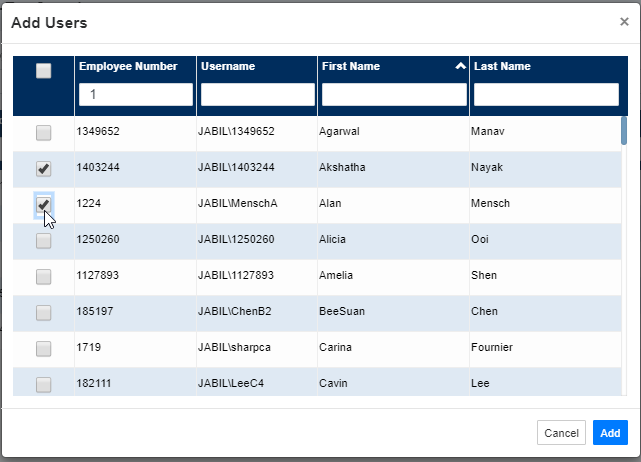 Add Users ×
Employee Number Username First Name Last Name
1
1349652 JABIL\1349652 Agarwal Manav
1403244 JABIL\1403244 Akshatha Nayak
1224 JABIL\MenschA Alan Mensch
1250260 JABIL\1250260 Alicia Ooi
1127893 JABIL\1127893 Amelia Shen
185197 JABIL\ChenB2 BeeSuan Chen
1719 JABIL\sharpca Carina Fournier
182111 JABIL\LeeC4 Cavin Lee
Cancel Add